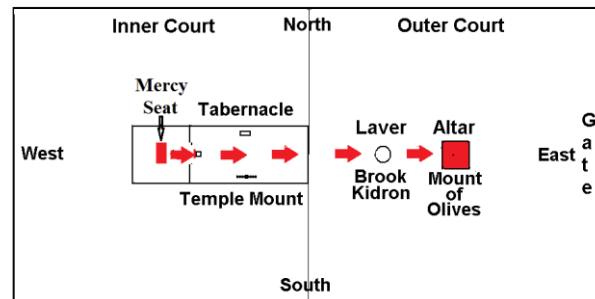 Inner Court
North
Outer Court
Mercy
Seat
Tabernacle
Laver
Altar
West
East
Gate
Brook
Kidron
Mount
of
Olives
Temple Mount
South